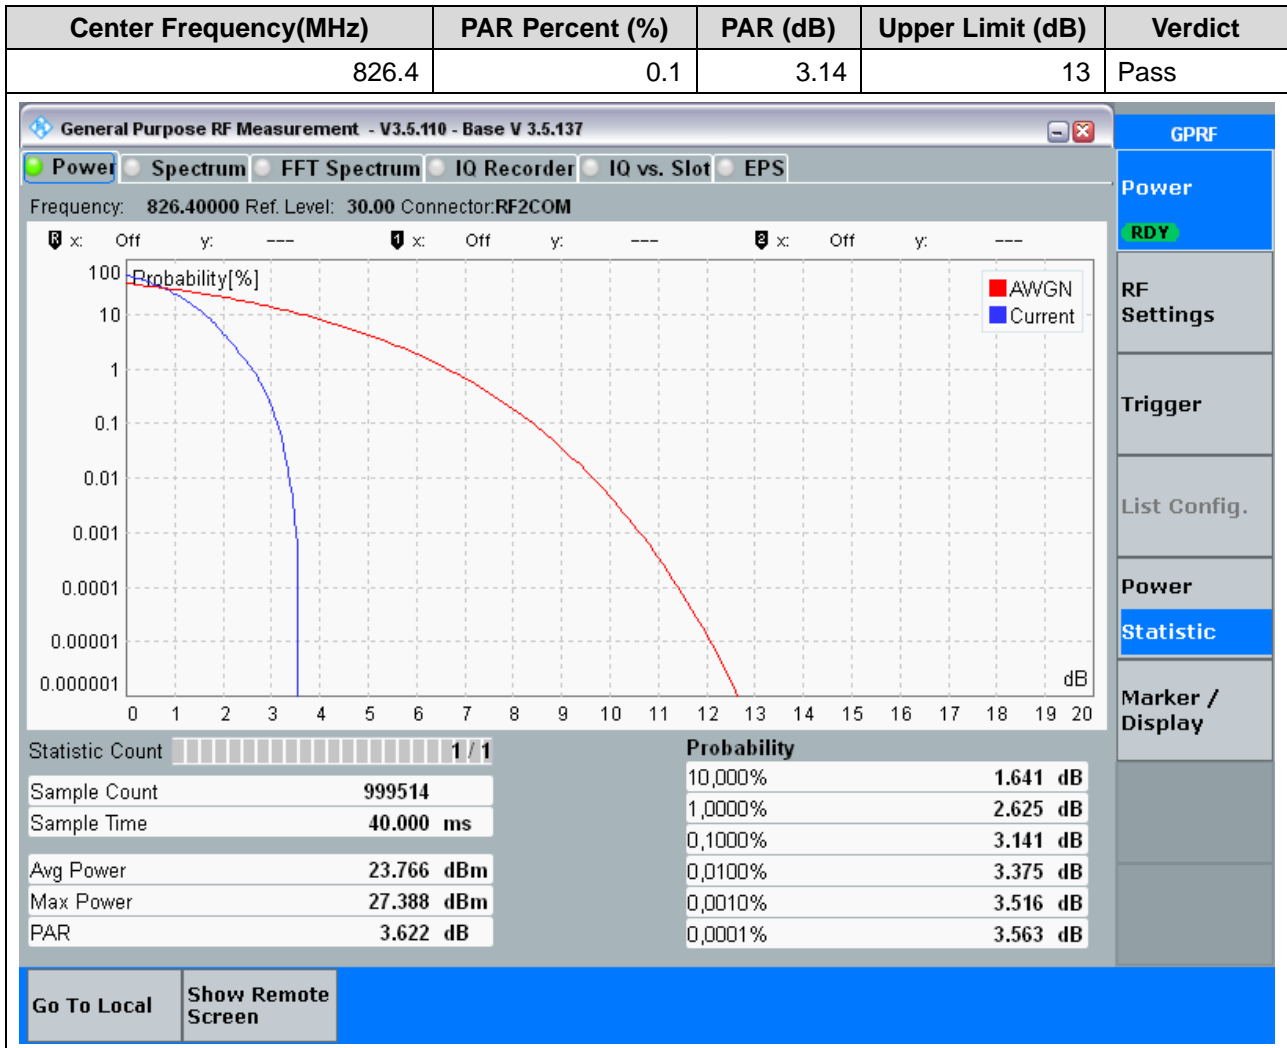 Center Frequency(MHz) PAR Percent (%) PAR (dB) Upper Limit (dB) Verdict
826.4 0.1 3.14 13 Pass
General Purpose RF Measurement - V3.5.110 - Base V 3.5.137
GPRF
Power Spectrum FFT Spectrum IQ Recorder IQ vs. Slot EPS
Power
RDY
Frequency: 826.40000 Ref. Level: 30.00 Connector:RF2COM
R x: Off y: --- 1 x: Off y: --- 2 x: Off y: ---
Probability[%]
AWGN
Current
100
10
1
0.1
0.01
0.001
0.0001
0.00001
0.000001
dB
0 1 2 3 4 5 6 7 8 9 10 11 12 13 14 15 16 17 18 19 20
RF
Settings
Trigger
List Config.
Power
Statistic
Marker /
Display
Statistic Count 1 / 1
Sample Count 999514
Sample Time 40.000 ms
Avg Power 23.766 dBm
Max Power 27.388 dBm
PAR 3.622 dB
Probability
10,000% 1.641 dB
1,0000% 2.625 dB
0,1000% 3.141 dB
0,0100% 3.375 dB
0,0010% 3.516 dB
0,0001% 3.563 dB
Go To Local
Show Remote
Screen